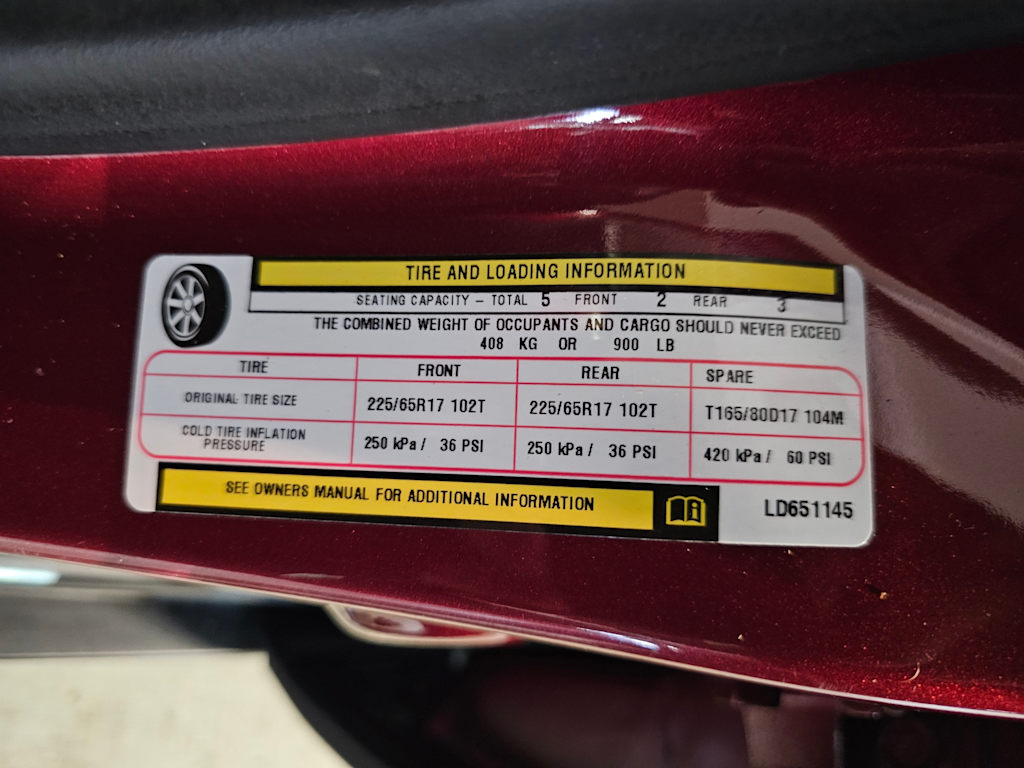 TIRE AND LOADING INFORMATION
SEATING CAPACITY – TOTAL 5 FRONT 2 REAR 3
THE COMBINED WEIGHT OF OCCUPANTS AND CARGO SHOULD NEVER EXCEED
408 KG OR 900 LB
TIRE FRONT REAR SPARE
ORIGINAL TIRE SIZE 225/65R17 102T 225/65R17 102T T165/80D17 104M
COLD TIRE INFLATION PRESSURE 250 kPa / 36 PSI 250 kPa / 36 PSI 420 kPa / 60 PSI
SEE OWNERS MANUAL FOR ADDITIONAL INFORMATION
LD651145